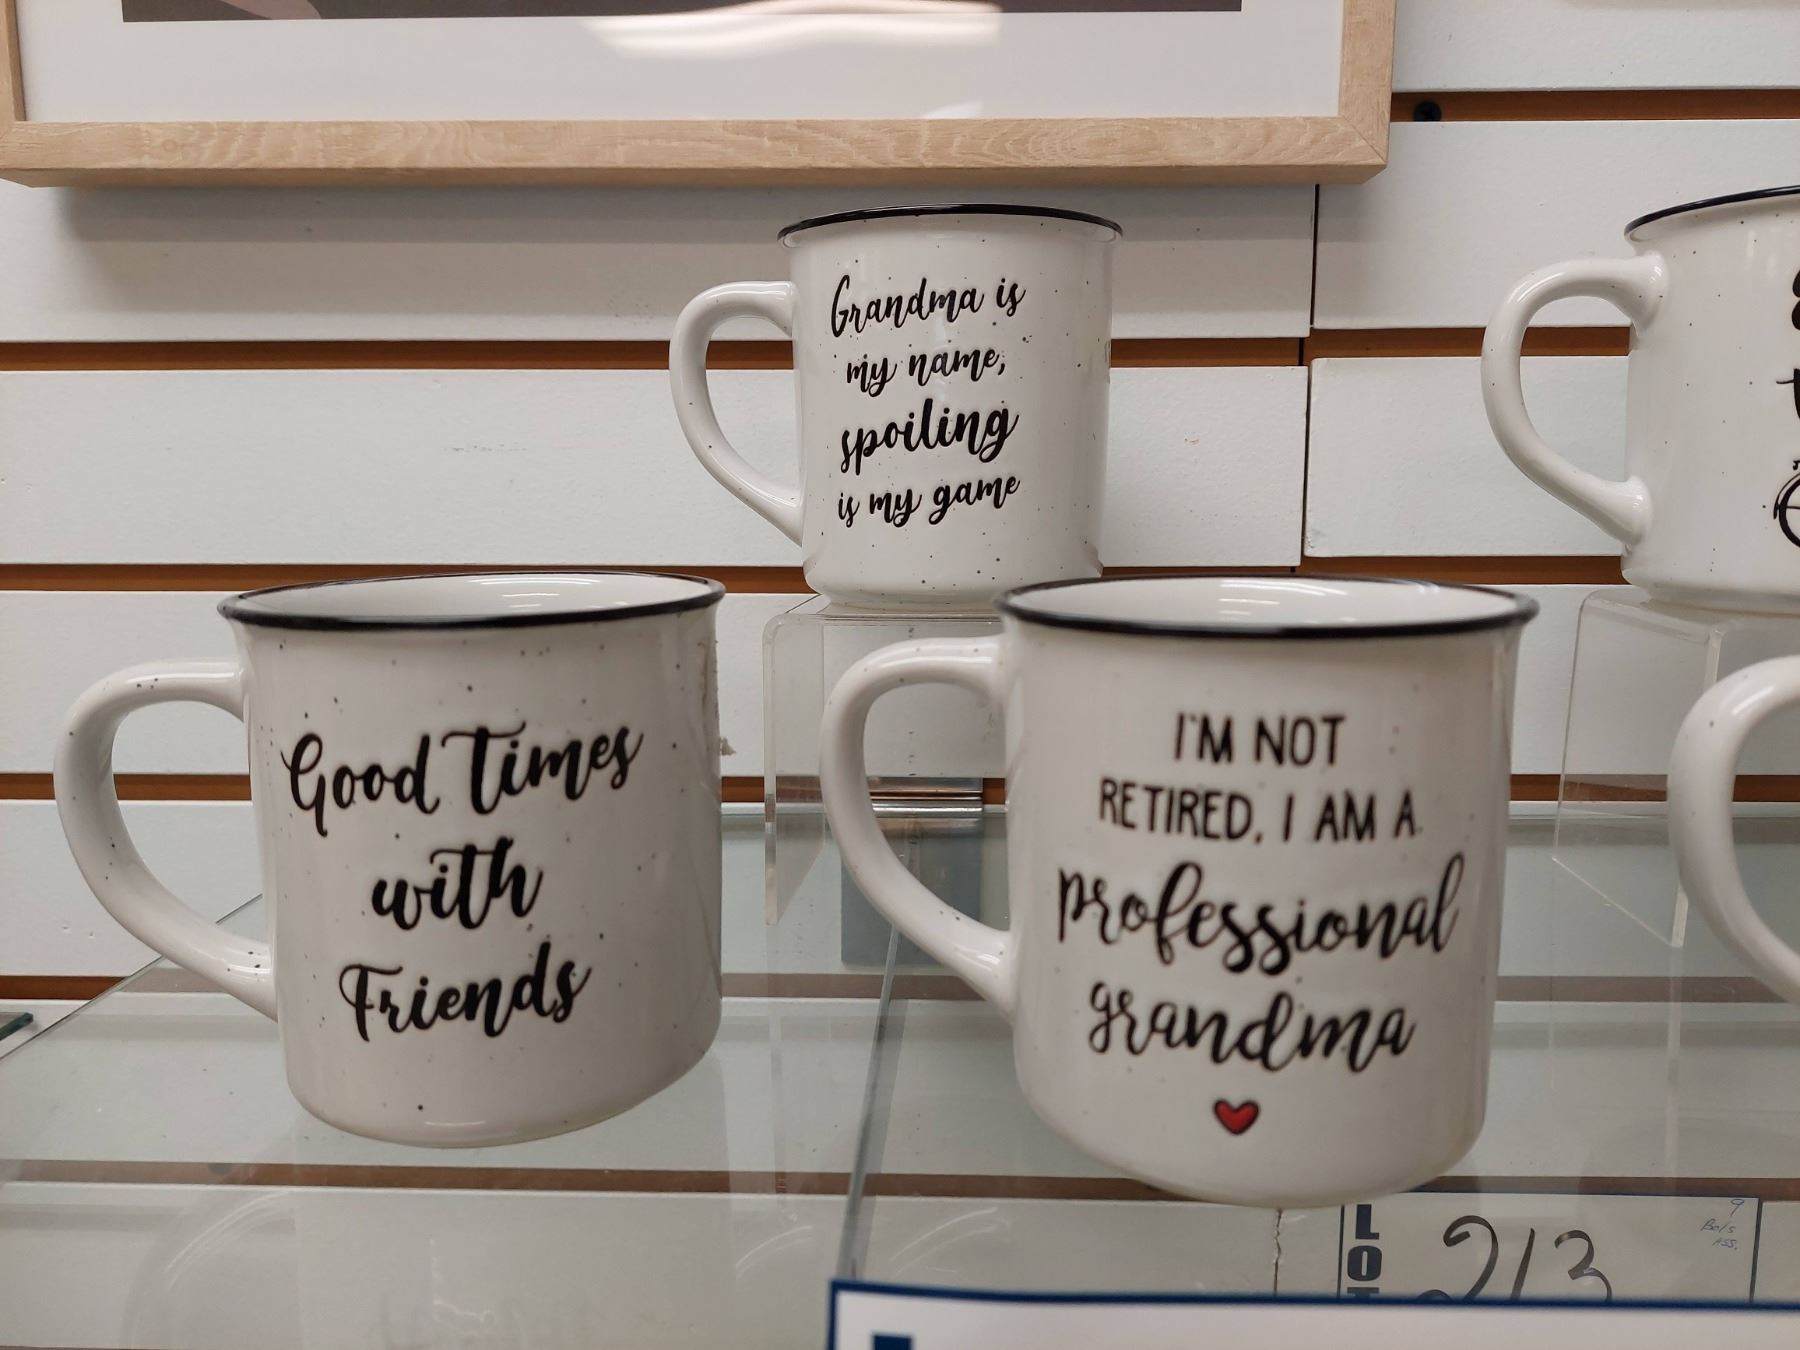 Grandma is
my name,
spoiling
is my game
Good Times
with
Friends
I'M NOT
RETIRED, I AM A
professional
grandma
LOT
213
9